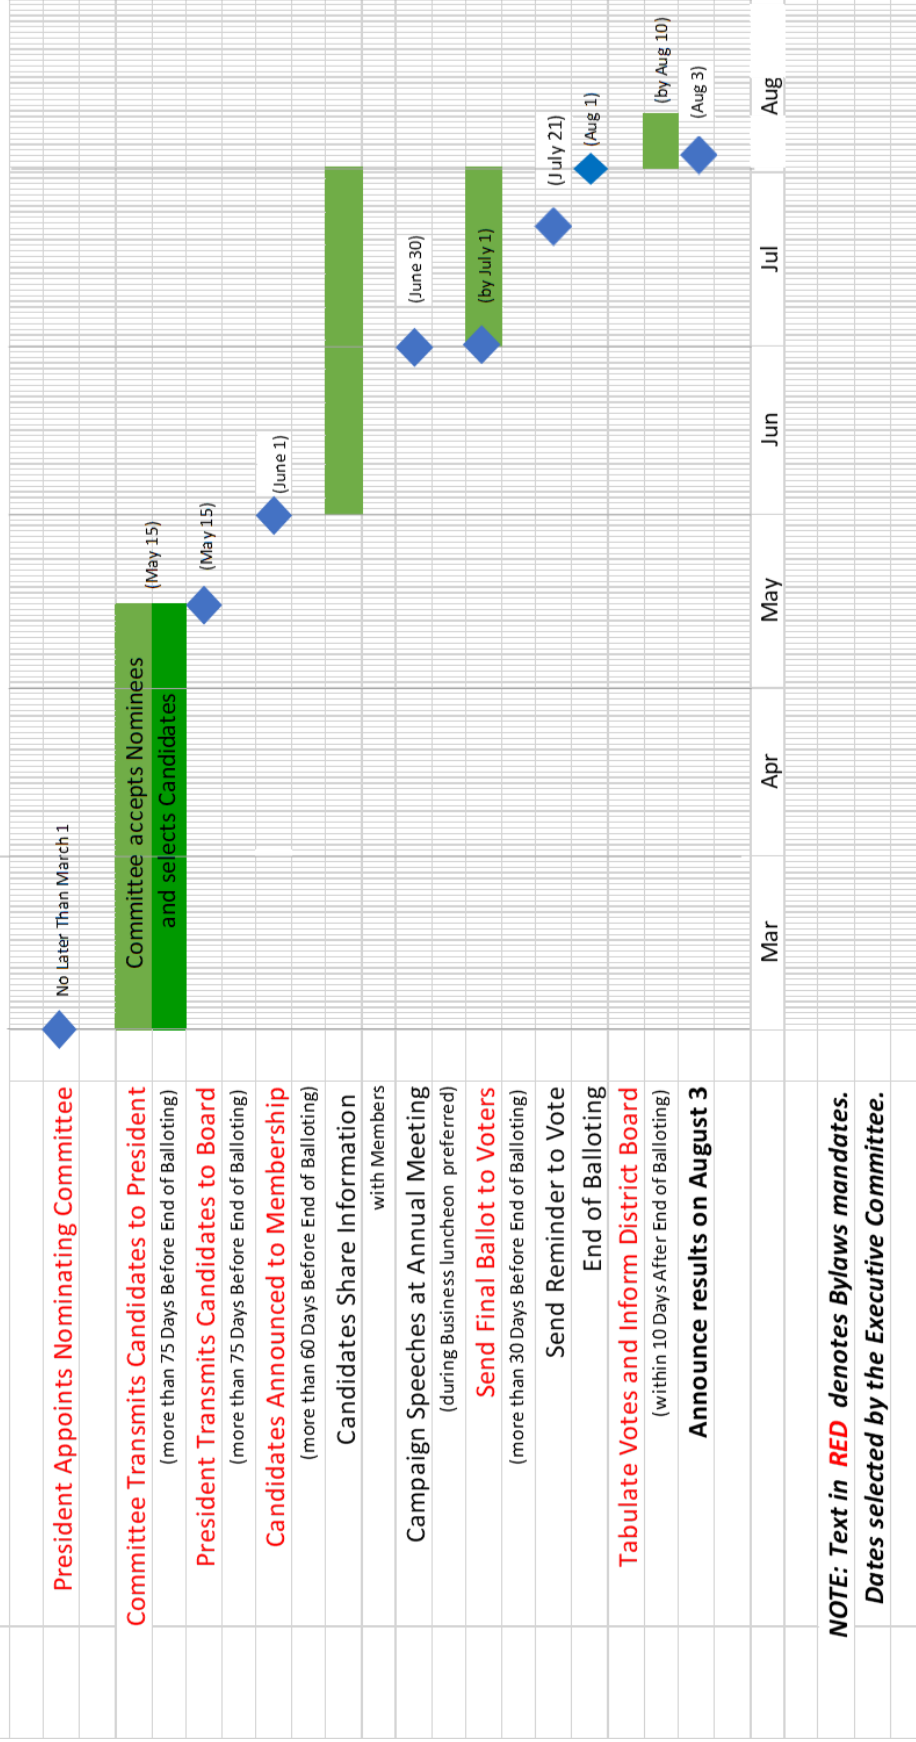 President Appoints Nominating Committee
No Later Than March 1
Committee Transmits Candidates to President
(more than 75 Days Before End of Balloting)
Committee accepts Nominees
and selects Candidates
(May 15)
President Transmits Candidates to Board
(more than 75 Days Before End of Balloting)
(May 15)
Candidates Announced to Membership
(more than 60 Days Before End of Balloting)
(June 1)
Candidates Share Information
with Members
Campaign Speeches at Annual Meeting
(during Business luncheon preferred)
(June 30)
Send Final Ballot to Voters
(more than 30 Days Before End of Balloting)
(by July 1)
Send Reminder to Vote
(July 21)
End of Balloting
(Aug 1)
Tabulate Votes and Inform District Board
(within 10 Days After End of Balloting)
(by Aug 10)
Announce results on August 3
(Aug 3)
Mar Apr May Jun Jul Aug
NOTE: Text in RED denotes Bylaws mandates.
Dates selected by the Executive Committee.